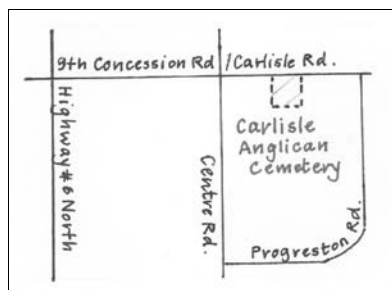 9th Concession Rd / Carlisle Rd.
Highway #6 North
Centre Rd.
Carlisle
Anglican
Cemetery
Progreston Rd.